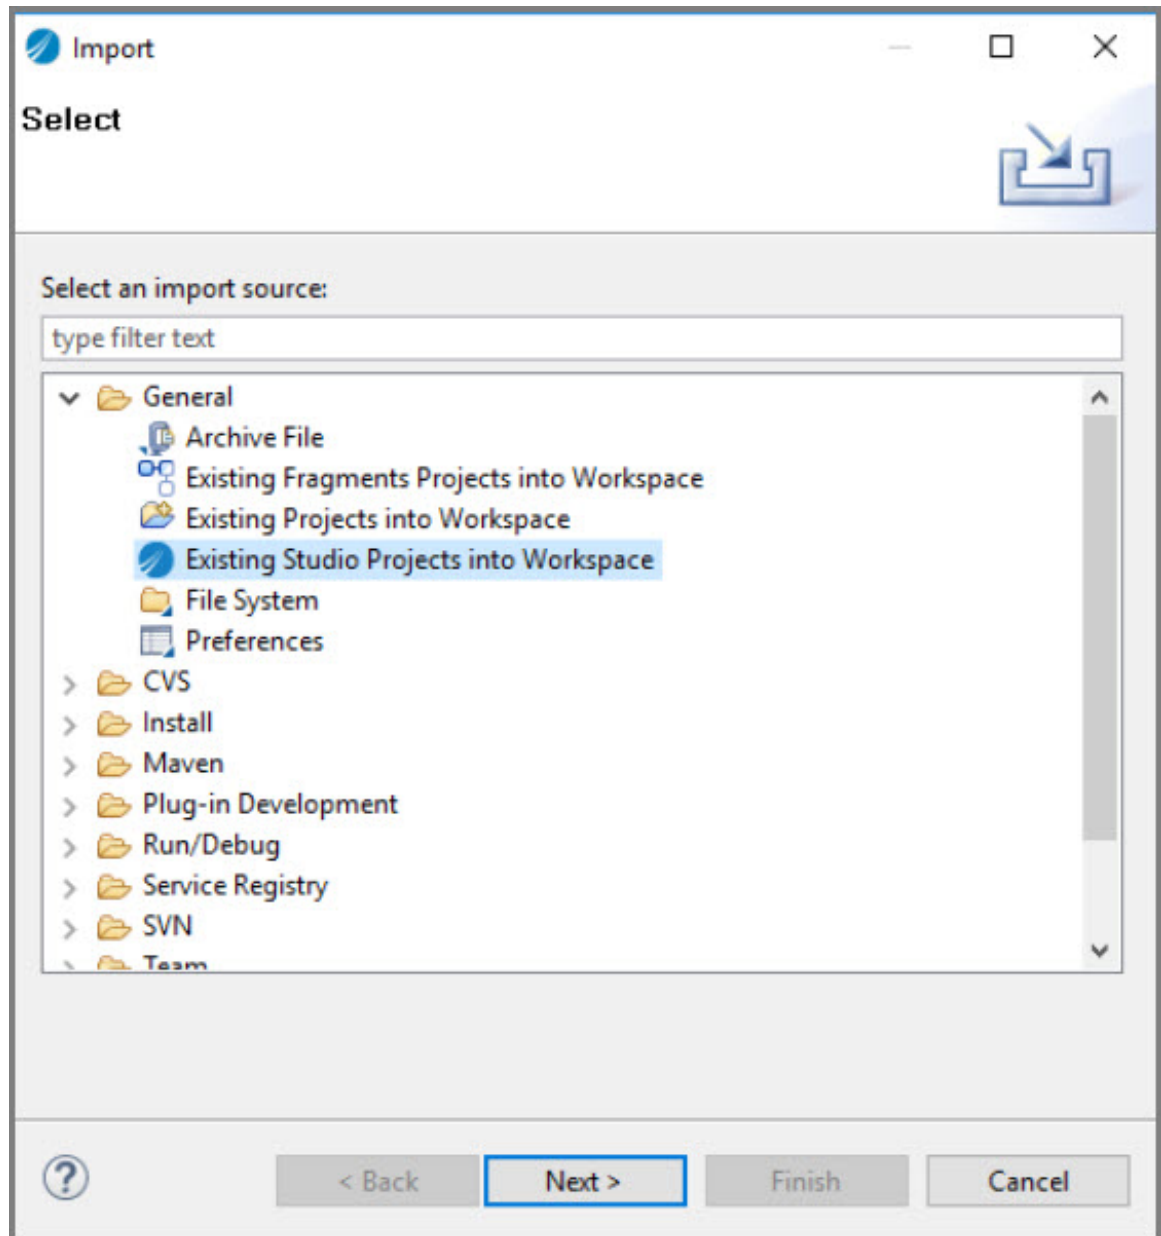 Import
Select
Select an import source:
type filter text
General
Archive File
Existing Fragments Projects into Workspace
Existing Projects into Workspace
Existing Studio Projects into Workspace
File System
Preferences
CVS
Install
Maven
Plug-in Development
Run/Debug
Service Registry
SVN
Team
?
< Back Next > Finish Cancel